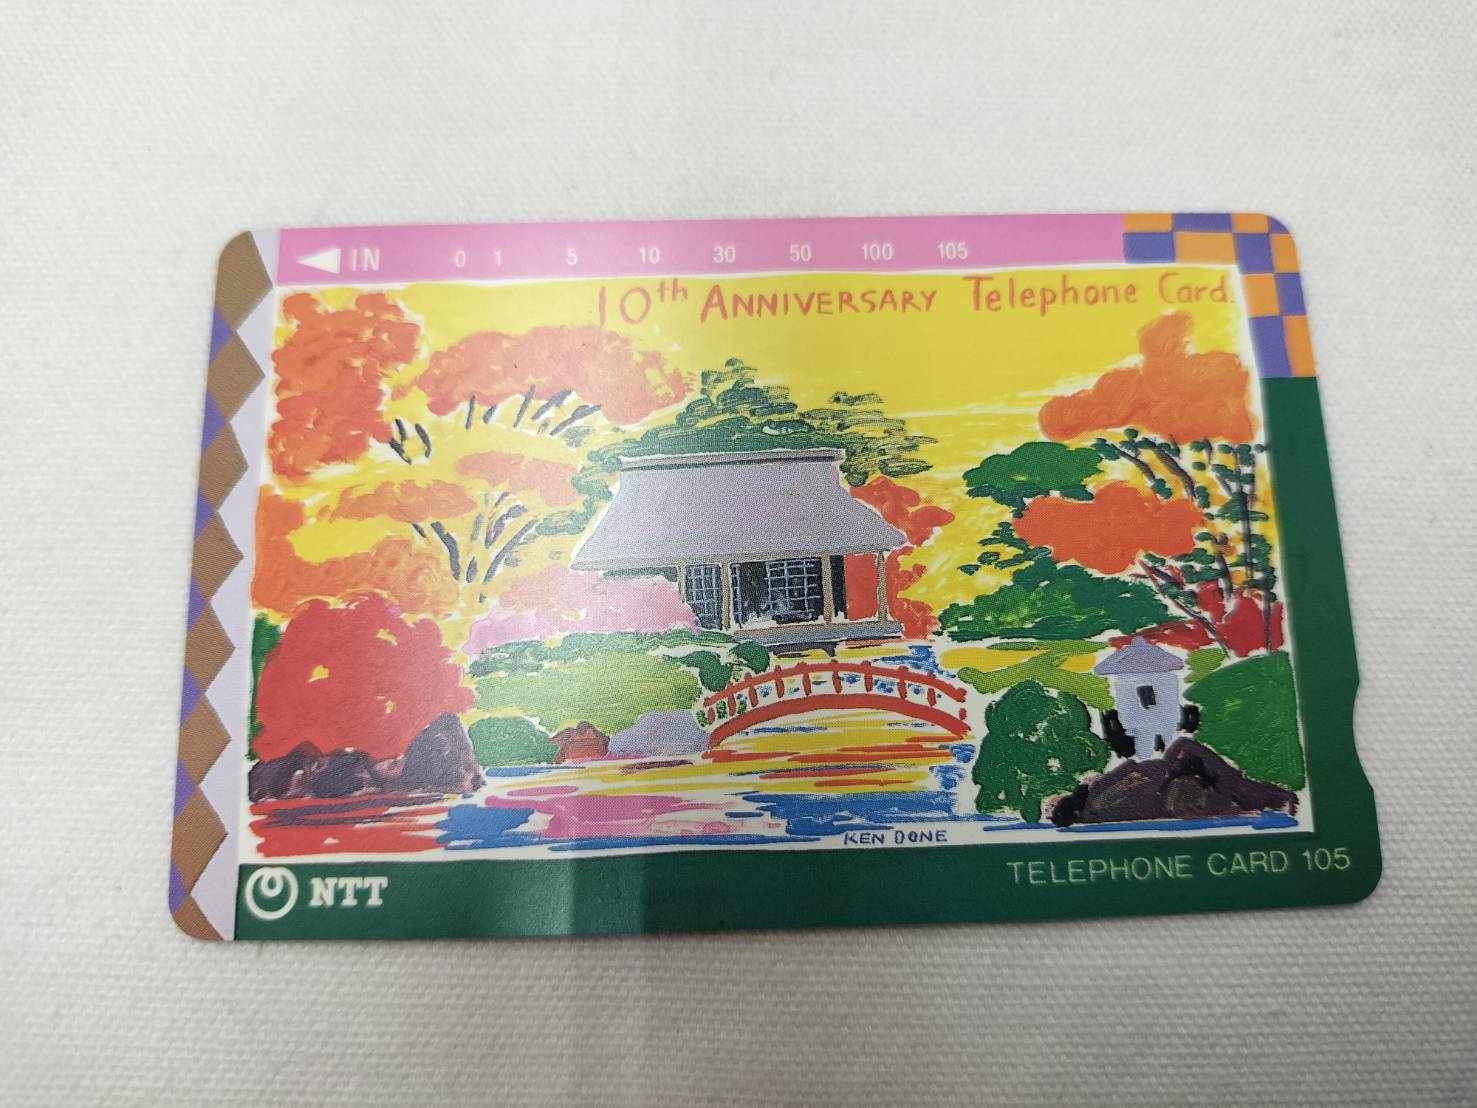 IN 0 1 5 10 30 50 100 105
10th ANNIVERSARY Telephone Card.
KEN DONE
TELEPHONE CARD 105
NTT